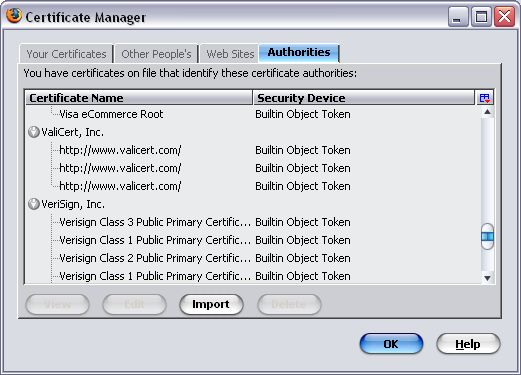 Certificate Manager
Your Certificates Other People's Web Sites Authorities
You have certificates on file that identify these certificate authorities:
Certificate Name Security Device
Visa eCommerce Root Builtin Object Token
ValiCert, Inc.
http://www.valicert.com/ Builtin Object Token
http://www.valicert.com/ Builtin Object Token
http://www.valicert.com/ Builtin Object Token
VeriSign, Inc.
Verisign Class 3 Public Primary Certific... Builtin Object Token
Verisign Class 1 Public Primary Certific... Builtin Object Token
Verisign Class 2 Public Primary Certific... Builtin Object Token
Verisign Class 1 Public Primary Certific... Builtin Object Token
View Edit Import Delete
OK Help